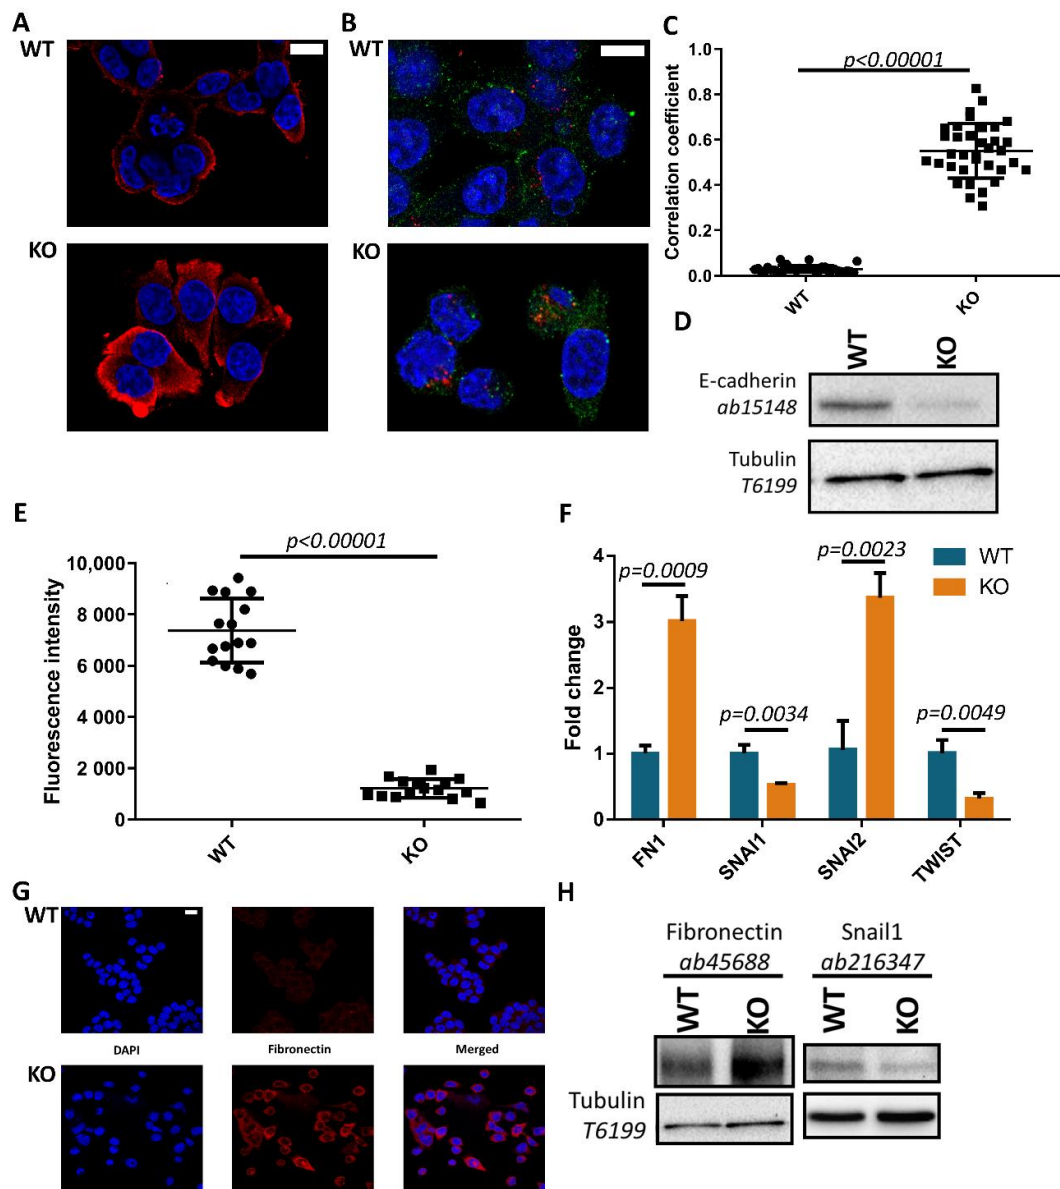 A
WT
KO
B
WT
KO
C
Correlation coefficient
1.0
0.8
0.6
0.4
0.2
0.0
p<0.00001
WT
KO
D
WT
KO
E-cadherin
ab15148
Tubulin
T6199
E
Fluorescence intensity
10,000
8 000
6 000
4 000
2 000
0
p<0.00001
WT
KO
F
Fold change
4
3
2
1
0
p=0.0009
p=0.0034
p=0.0023
p=0.0049
WT
KO
FN1
SNAI1
SNAI2
TWIST
G
WT
DAPI
Fibronectin
Merged
KO
H
Fibronectin
ab45688
Snail1
ab216347
WT
KO
WT
KO
Tubulin
T6199